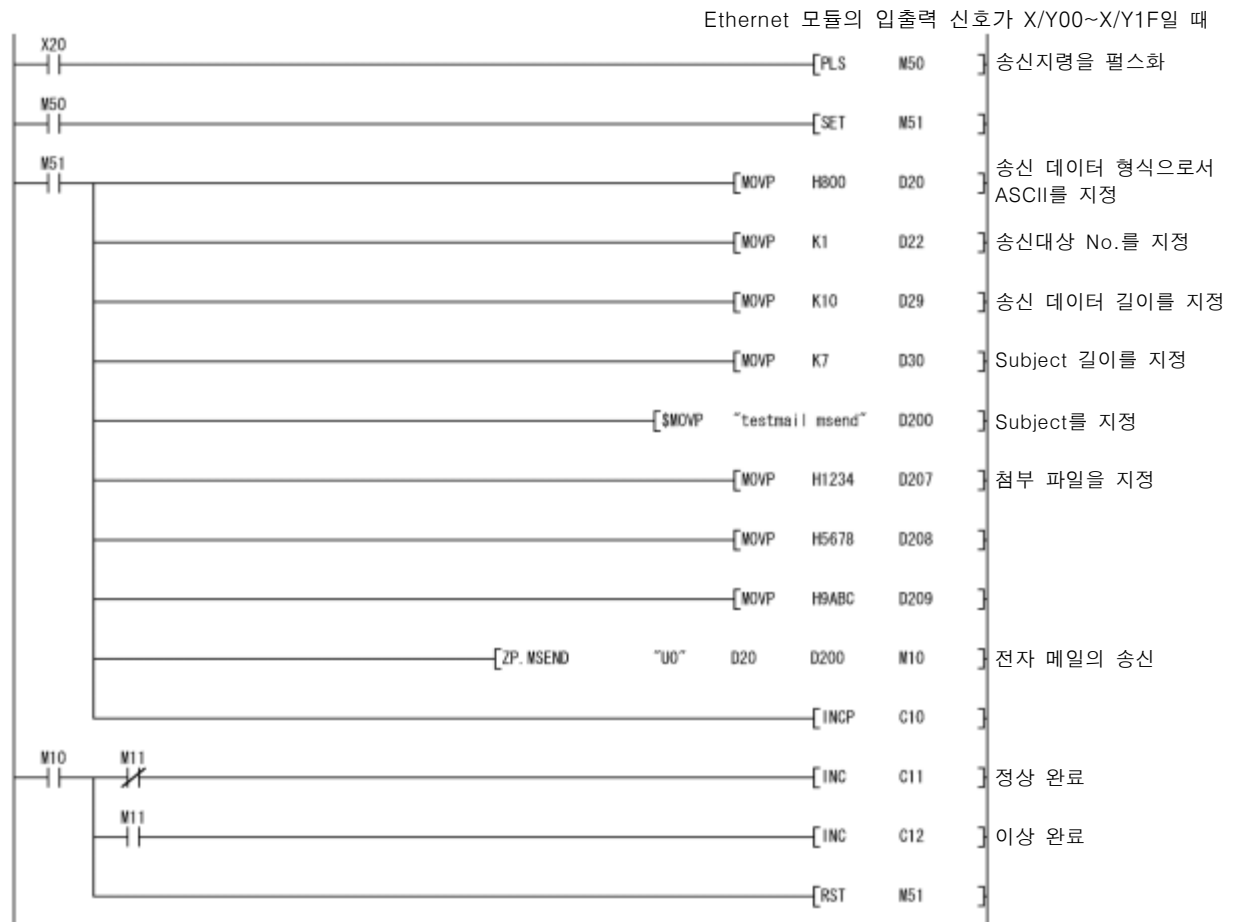 Ethernet 모듈의 입출력 신호가 X/Y00~X/Y1F일 때
X20
[PLS M50 ] 송신지령을 펄스화
M50
[SET M51 ]
M51
[MOVP H800 D20 ] 송신 데이터 형식으로서
ASCII를 지정
[MOVP K1 D22 ] 송신대상 No.를 지정
[MOVP K10 D29 ] 송신 데이터 길이를 지정
[MOVP K7 D30 ] Subject 길이를 지정
[$MOVP "testmail msend" D200 ] Subject를 지정
[MOVP H1234 D207 ] 첨부 파일을 지정
[MOVP H5678 D208 ]
[MOVP H9ABC D209 ]
[ZP.MSEND "U0" D20 D200 M10 ] 전자 메일의 송신
[INCP C10 ]
M10 M11
[INC C11 ] 정상 완료
M11
[INC C12 ] 이상 완료
[RST M51 ]